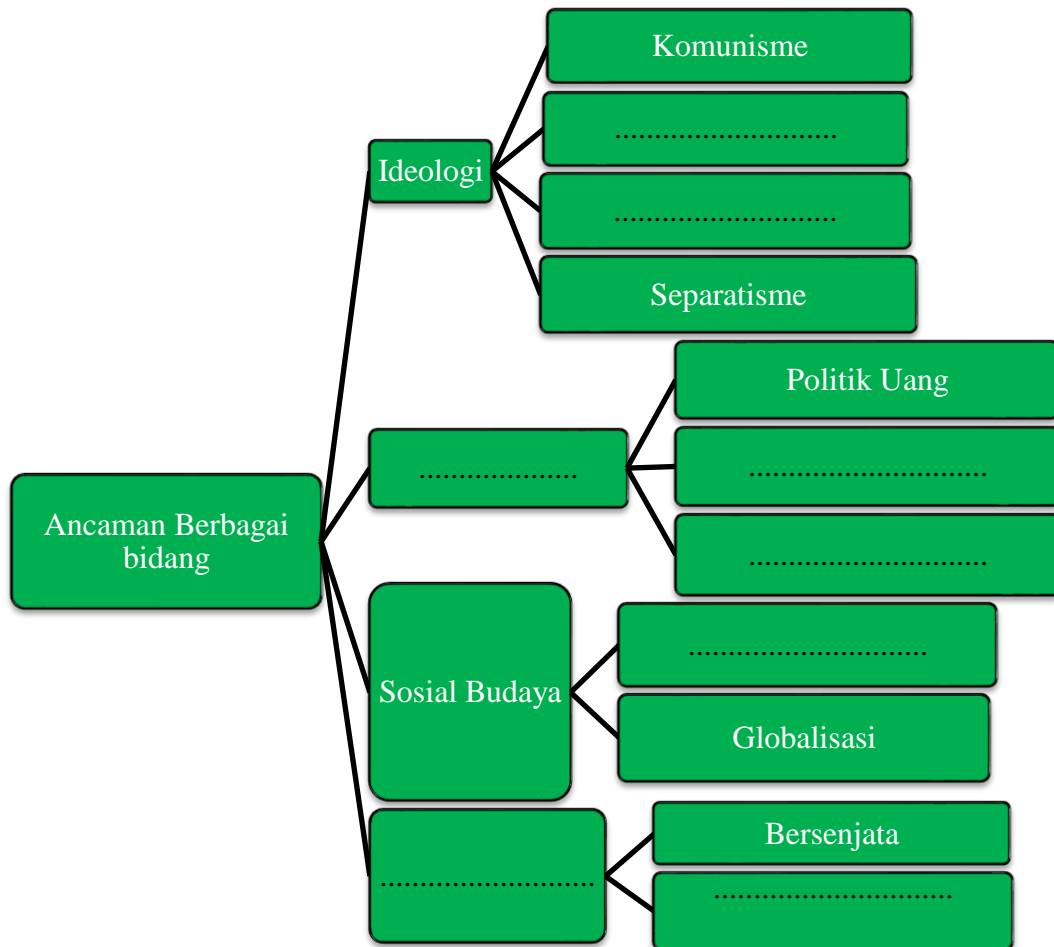 Komunisme
............................
Ideologi
............................
Separatisme
Politik Uang
....................
..............................
Ancaman Berbagai
bidang
..............................
..............................
Sosial Budaya
Globalisasi
Bersenjata
...........................
..............................